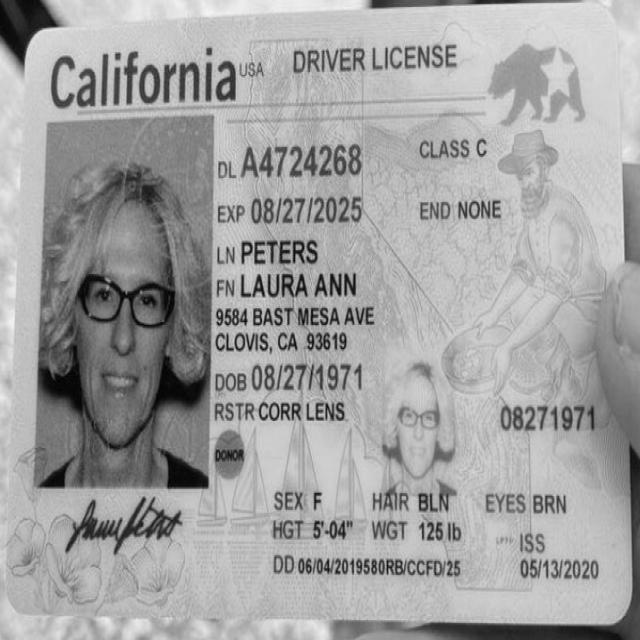 California USA DRIVER LICENSE
DL A4724268 CLASS C
EXP 08/27/2025 END NONE
LN PETERS
FN LAURA ANN
9584 BAST MESA AVE
CLOVIS, CA 93619
DOB 08/27/1971
RSTR CORR LENS 08271971
DONOR
SEX F HAIR BLN EYES BRN
HGT 5'-04" WGT 125 lb ISS
DD 06/04/2019580RB/CCFD/25 05/13/2020